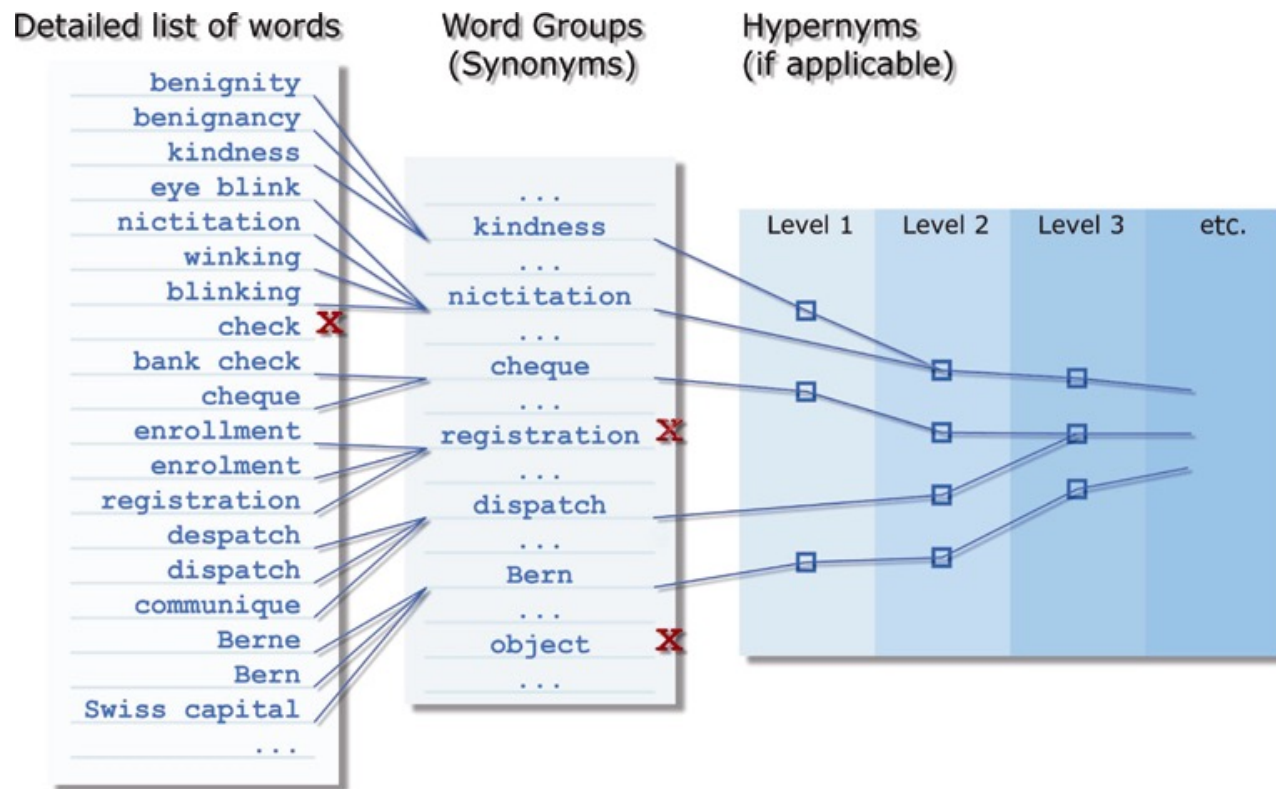 Detailed list of words
benignity
benignancy
kindness
eye blink
nictitation
winking
blinking
check X
bank check
cheque
enrollment
enrolment
registration
despatch
dispatch
communique
Berne
Bern
Swiss capital
...
Word Groups
(Synonyms)
...
kindness
...
nictitation
...
cheque
...
registration X
...
dispatch
...
Bern
...
object X
...
Hypernyms
(if applicable)
Level 1 Level 2 Level 3 etc.